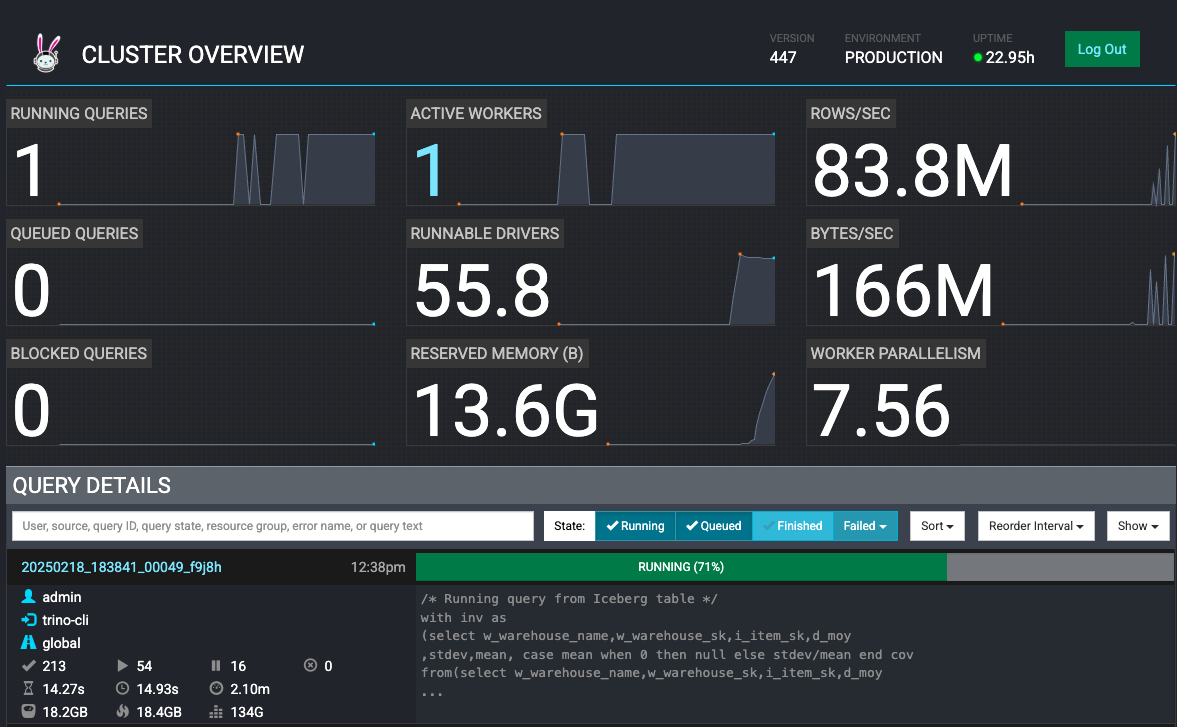 CLUSTER OVERVIEW
VERSION
447
ENVIRONMENT
PRODUCTION
UPTIME
22.95h
Log Out
RUNNING QUERIES
1
ACTIVE WORKERS
1
ROWS/SEC
83.8M
QUEUED QUERIES
0
RUNNABLE DRIVERS
55.8
BYTES/SEC
166M
BLOCKED QUERIES
0
RESERVED MEMORY (B)
13.6G
WORKER PARALLELISM
7.56
QUERY DETAILS
User, source, query ID, query state, resource group, error name, or query text
State: Running Queued Finished Failed
Sort
Reorder Interval
Show
20250218_183841_00049_f9j8h 12:38pm
RUNNING (71%)
admin
trino-cli
global
213 54 16 0
14.27s 14.93s 2.10m
18.2GB 18.4GB 134G
/* Running query from Iceberg table */
with inv as
(select w_warehouse_name,w_warehouse_sk,i_item_sk,d_moy
,stdev,mean, case mean when 0 then null else stdev/mean end cov
from(select w_warehouse_name,w_warehouse_sk,i_item_sk,d_moy
...